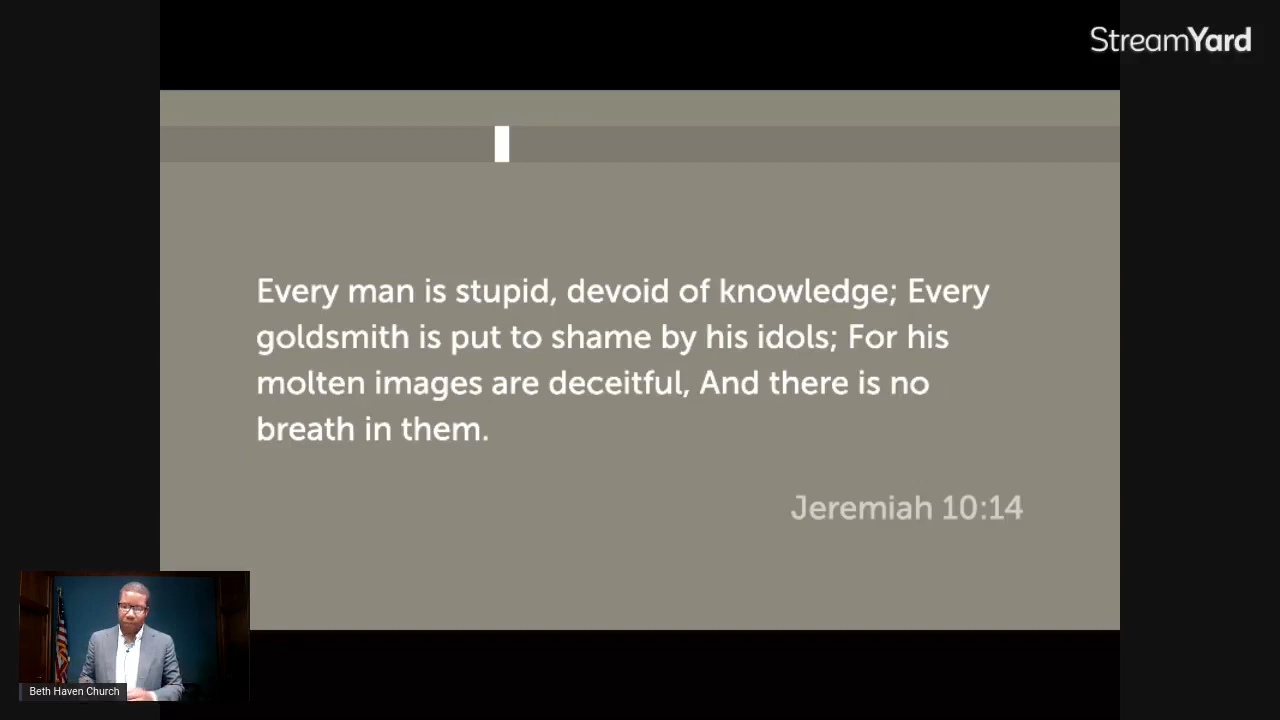 StreamYard
Every man is stupid, devoid of knowledge; Every
goldsmith is put to shame by his idols; For his
molten images are deceitful, And there is no
breath in them.
Jeremiah 10:14
Beth Haven Church